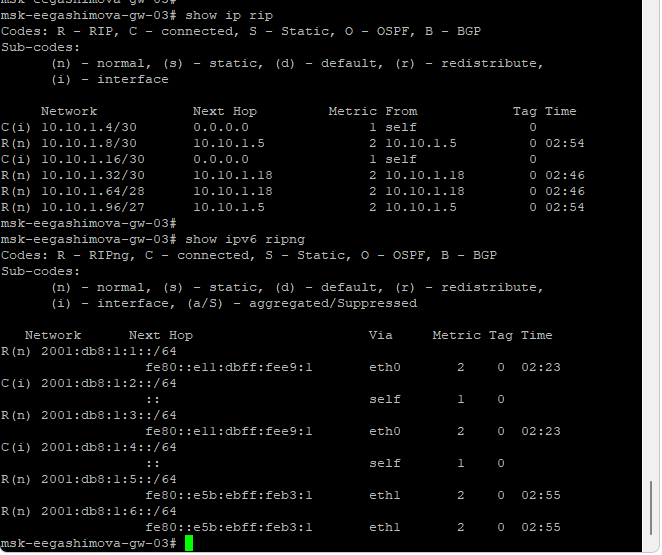 msk-eegashimova-gw-03#
msk-eegashimova-gw-03# show ip rip
Codes: R - RIP, C - connected, S - Static, O - OSPF, B - BGP
Sub-codes:
      (n) - normal, (s) - static, (d) - default, (r) - redistribute,
      (i) - interface

     Network            Next Hop         Metric From            Tag Time
C(i) 10.10.1.4/30       0.0.0.0               1 self              0
R(n) 10.10.1.8/30       10.10.1.5             2 10.10.1.5         0 02:54
C(i) 10.10.1.16/30      0.0.0.0               1 self              0
R(n) 10.10.1.32/30      10.10.1.18            2 10.10.1.18        0 02:46
R(n) 10.10.1.64/28      10.10.1.18            2 10.10.1.18        0 02:46
R(n) 10.10.1.96/27      10.10.1.5             2 10.10.1.5         0 02:54
msk-eegashimova-gw-03#
msk-eegashimova-gw-03# show ipv6 ripng
Codes: R - RIPng, C - connected, S - Static, O - OSPF, B - BGP
Sub-codes:
      (n) - normal, (s) - static, (d) - default, (r) - redistribute,
      (i) - interface, (a/S) - aggregated/Suppressed

   Network      Next Hop                      Via     Metric Tag Time
R(n) 2001:db8:1:1::/64
                  fe80::e11:dbff:fee9:1       eth0       2    0  02:23
C(i) 2001:db8:1:2::/64
                  ::                          self       1    0
R(n) 2001:db8:1:3::/64
                  fe80::e11:dbff:fee9:1       eth0       2    0  02:23
C(i) 2001:db8:1:4::/64
                  ::                          self       1    0
R(n) 2001:db8:1:5::/64
                  fe80::e5b:ebff:feb3:1       eth1       2    0  02:55
R(n) 2001:db8:1:6::/64
                  fe80::e5b:ebff:feb3:1       eth1       2    0  02:55
msk-eegashimova-gw-03#